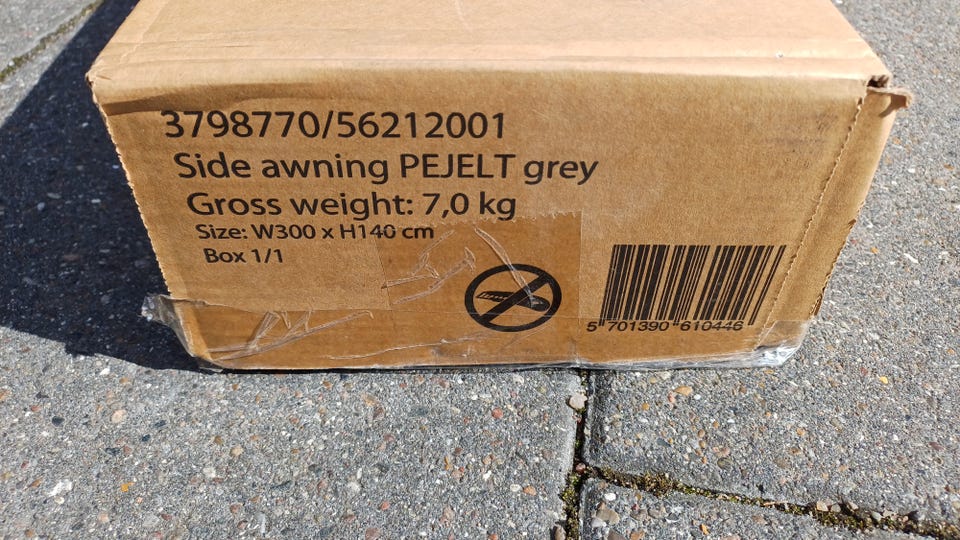 3798770/56212001
Side awning PEJELT grey
Gross weight: 7,0 kg
Size: W300 x H140 cm
Box 1/1
5 701390 610446